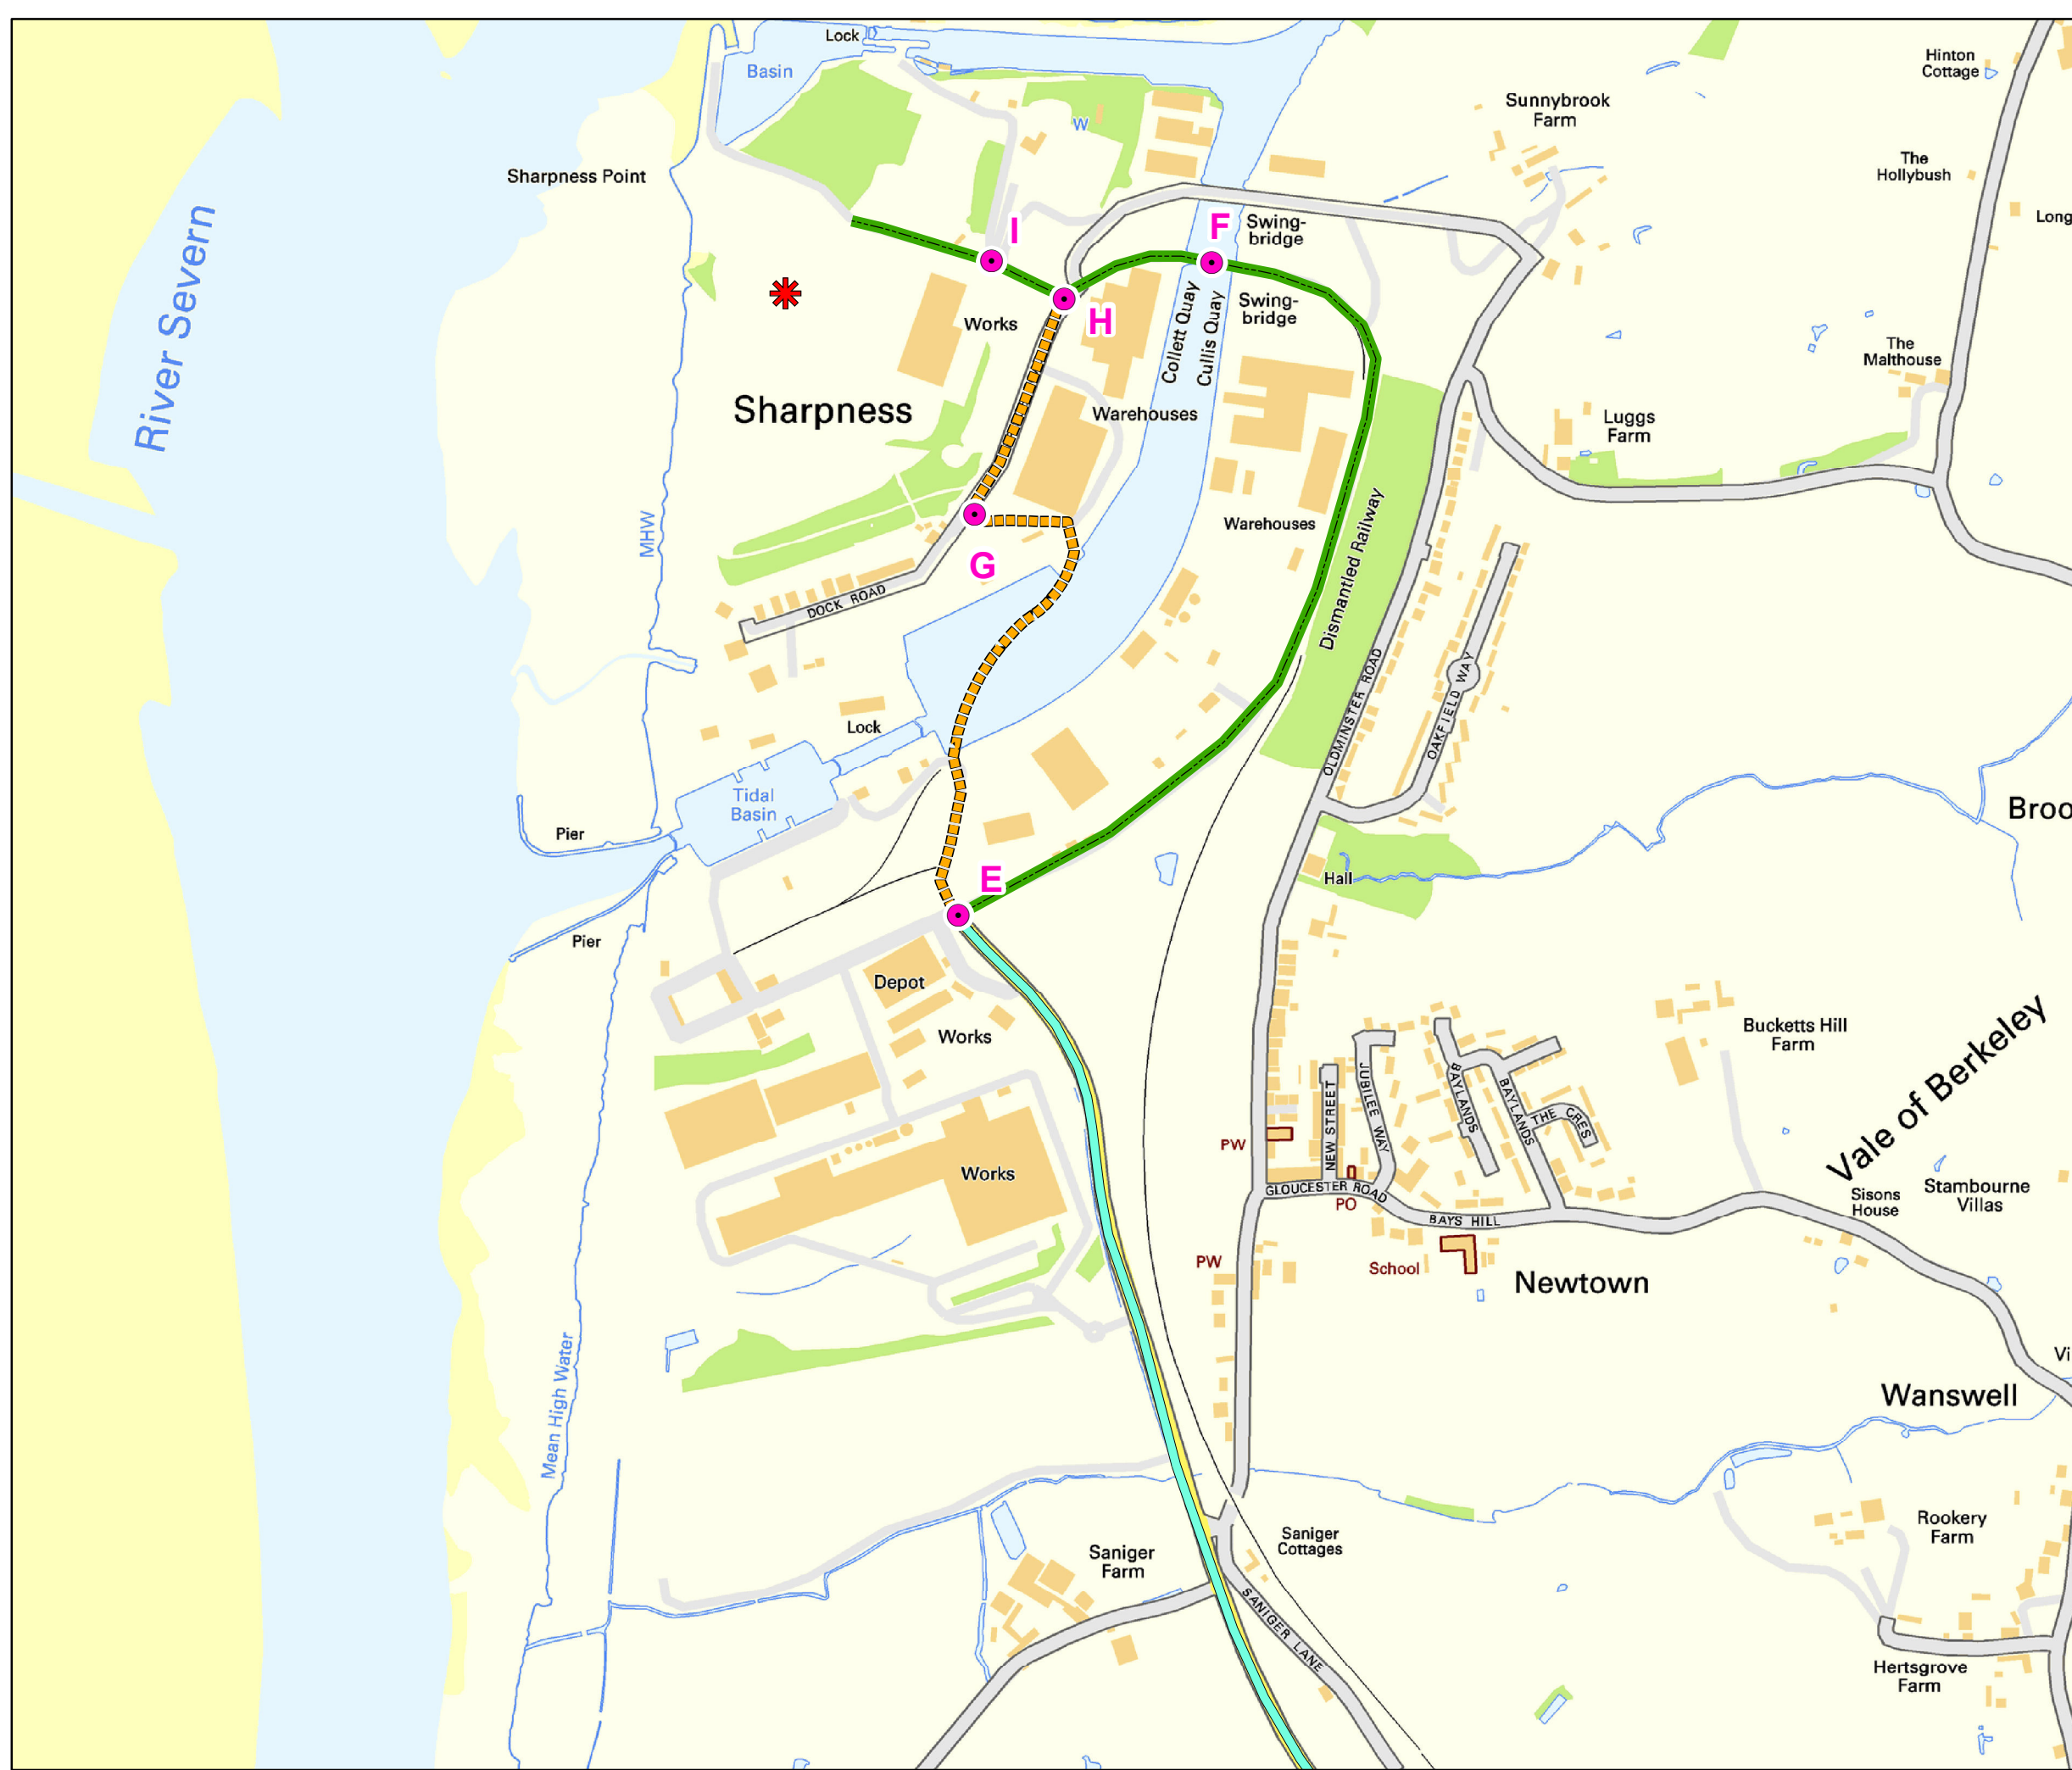 Lock
Basin
Hinton
Cottage
Sunnybrook
Farm
W
Sharpness Point
The
Hollybush
Long
River Severn
I
F
Swing-
bridge
H
Swing-
bridge
Works
Collett Quay
Cullis Quay
The
Malthouse
Sharpness
Warehouses
Luggs
Farm
MHW
Warehouses
Dismantled Railway
G
DOCK ROAD
OLDMINSTER ROAD
OAKFIELD WAY
Lock
Tidal
Basin
Pier
Broo
E
Hall
Pier
Depot
Works
Bucketts Hill
Farm
Vale of Berkeley
NEW STREET
JUBILEE WAY
BAYLANDS
BAYLANDS
THE CRES
PW
Works
GLOUCESTER ROAD
PO
BAYS HILL
Sisons
House
Stambourne
Villas
PW
School
Newtown
Mean High Water
Vi
Wanswell
Saniger
Farm
Saniger
Cottages
Rookery
Farm
SANIGER LANE
Hertsgrove
Farm